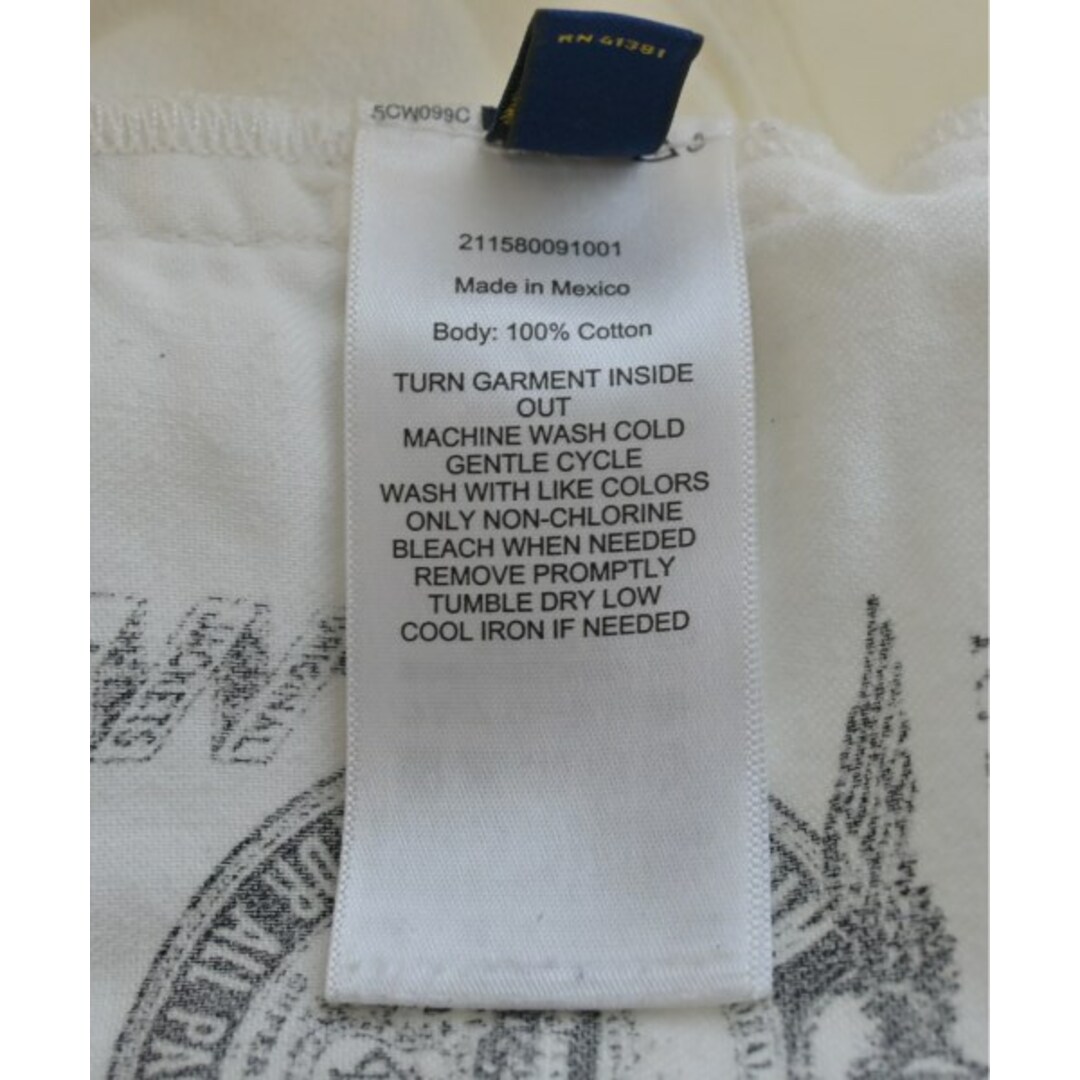 RN 41381
5CW099C
211580091001
Made in Mexico
Body: 100% Cotton
TURN GARMENT INSIDE
OUT
MACHINE WASH COLD
GENTLE CYCLE
WASH WITH LIKE COLORS
ONLY NON-CHLORINE
BLEACH WHEN NEEDED
REMOVE PROMPTLY
TUMBLE DRY LOW
COOL IRON IF NEEDED